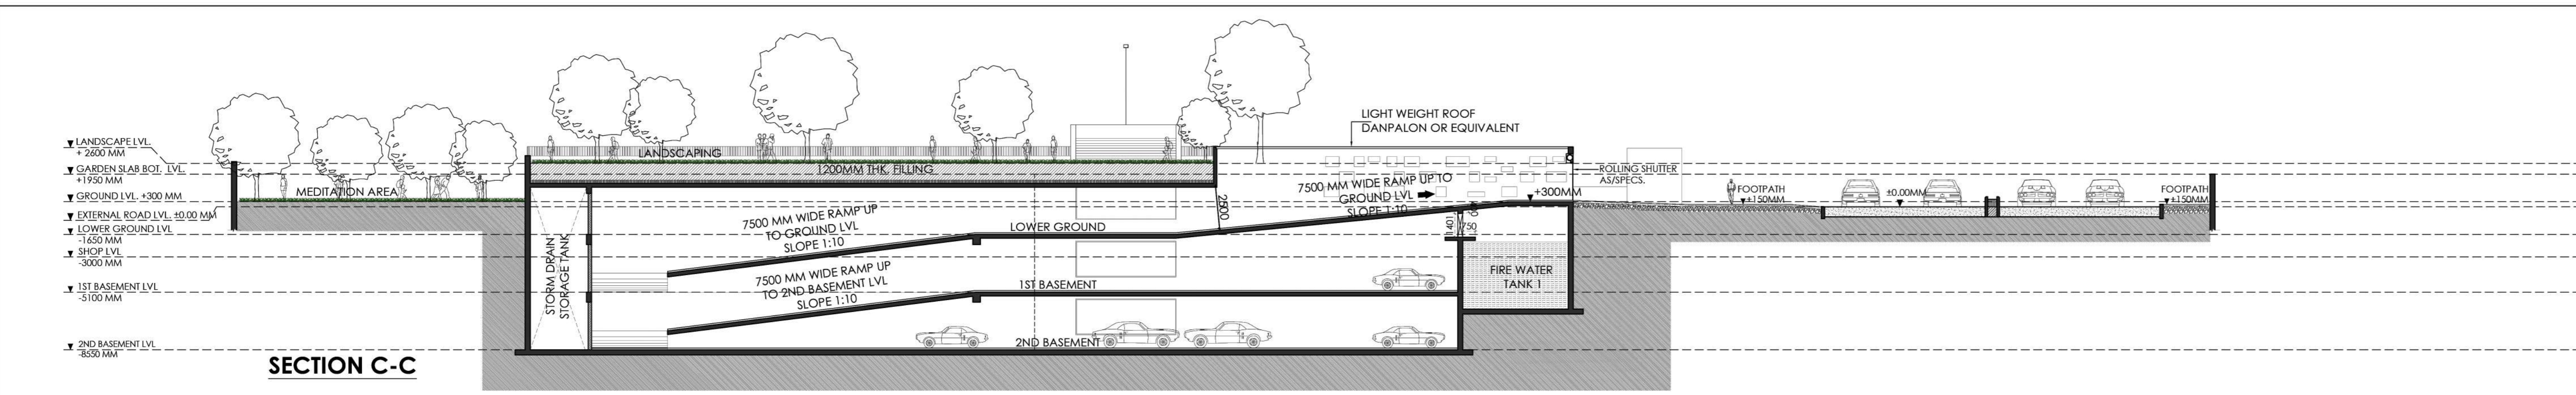 LANDSCAPE LVL.
+ 2600 MM
GARDEN SLAB BOT. LVL.
+1950 MM
GROUND LVL. +300 MM
EXTERNAL ROAD LVL. ±0.00 MM
LOWER GROUND LVL
-1650 MM
SHOP LVL
-3000 MM
1ST BASEMENT LVL
-5100 MM
2ND BASEMENT LVL
-8550 MM
SECTION C-C
MEDITATION AREA
STORM DRAIN
STORAGE TANK
LANDSCAPING
1200MM THK. FILLING
7500 MM WIDE RAMP UP
TO GROUND LVL
SLOPE 1:10
7500 MM WIDE RAMP UP
TO 2ND BASEMENT LVL
SLOPE 1:10
LOWER GROUND
1ST BASEMENT
2ND BASEMENT
2500
LIGHT WEIGHT ROOF
DANPALON OR EQUIVALENT
7500 MM WIDE RAMP UP TO
GROUND LVL
SLOPE 1:10
+300MM
1401
750
FIRE WATER
TANK 1
ROLLING SHUTTER
AS/SPECS.
FOOTPATH
+150MM
±0.00MM
FOOTPATH
+150MM